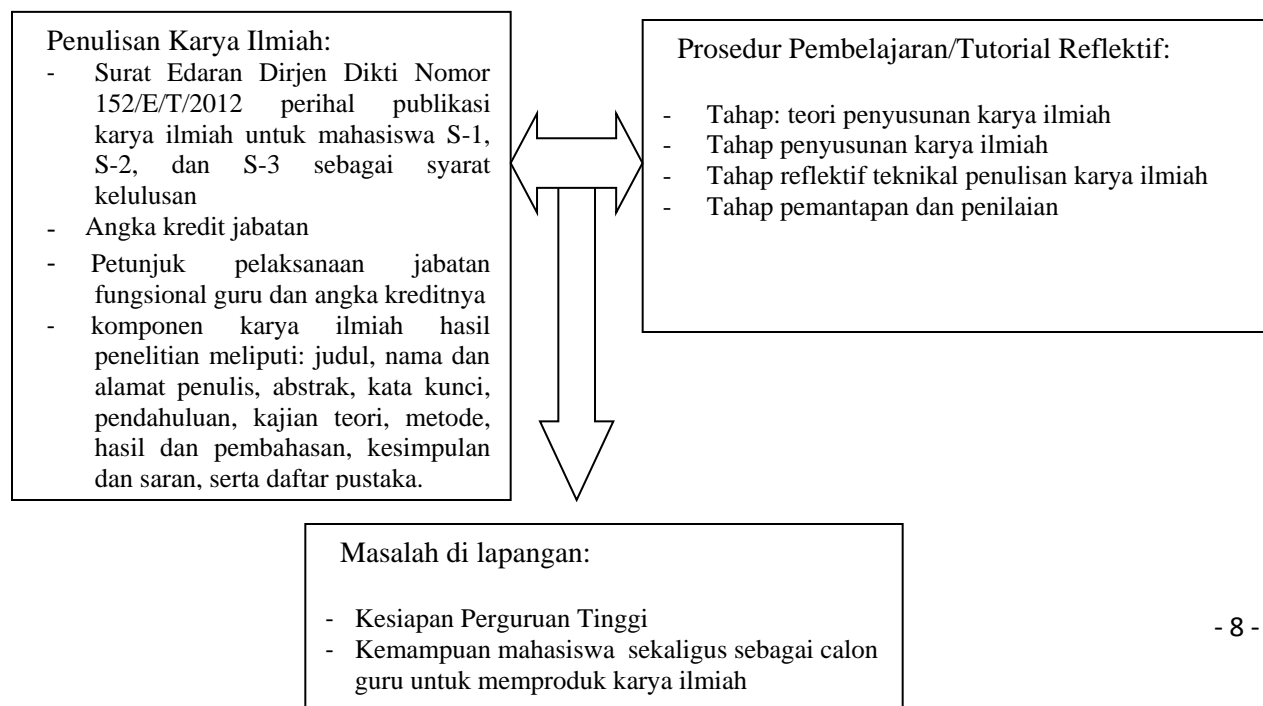 Penulisan Karya Ilmiah:
- Surat Edaran Dirjen Dikti Nomor
152/E/T/2012 perihal publikasi
karya ilmiah untuk mahasiswa S-1,
S-2, dan S-3 sebagai syarat
kelulusan
- Angka kredit jabatan
- Petunjuk pelaksanaan jabatan
fungsional guru dan angka kreditnya
- komponen karya ilmiah hasil
penelitian meliputi: judul, nama dan
alamat penulis, abstrak, kata kunci,
pendahuluan, kajian teori, metode,
hasil dan pembahasan, kesimpulan
dan saran, serta daftar pustaka.
Prosedur Pembelajaran/Tutorial Reflektif:
- Tahap: teori penyusunan karya ilmiah
- Tahap penyusunan karya ilmiah
- Tahap reflektif teknikal penulisan karya ilmiah
- Tahap pemantapan dan penilaian
Masalah di lapangan:
- Kesiapan Perguruan Tinggi
- Kemampuan mahasiswa sekaligus sebagai calon
guru untuk memproduk karya ilmiah
- 8 -